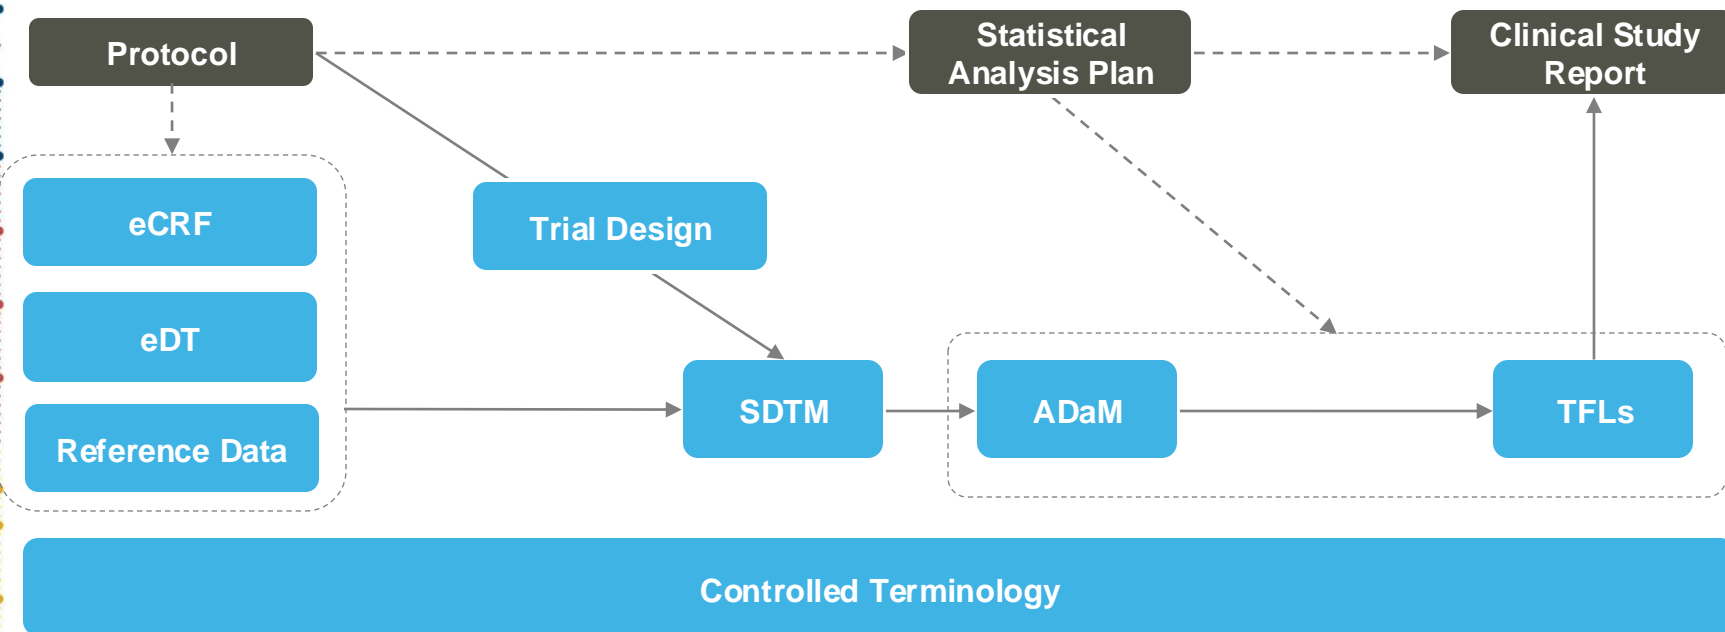 Protocol
Statistical
Analysis Plan
Clinical Study
Report
eCRF
Trial Design
eDT
SDTM
ADaM
TFLs
Reference Data
Controlled Terminology